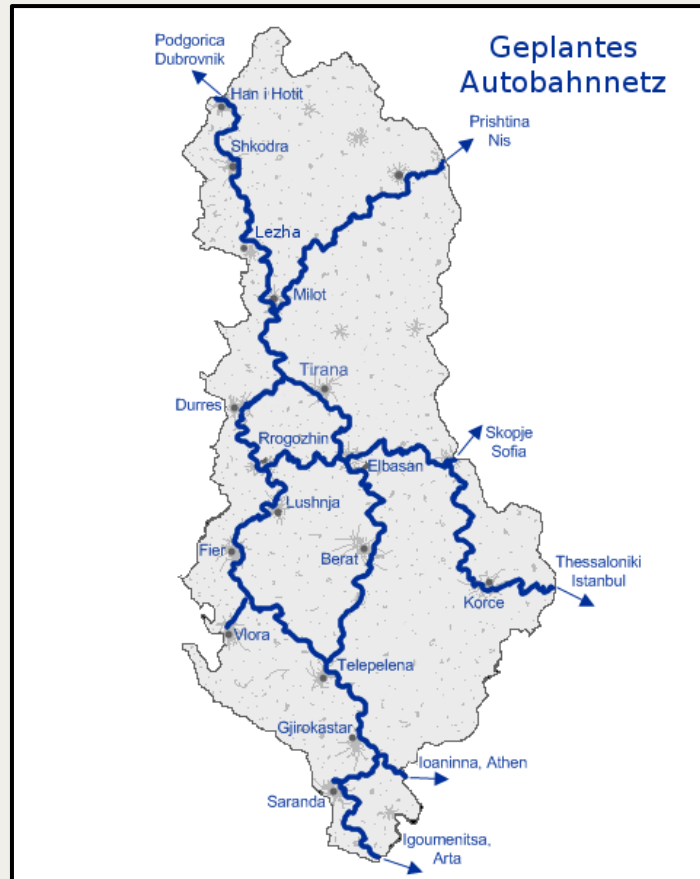 Geplantes
Autobahnnetz
Podgorica
Dubrovnik
Han i Hotit
Prishtina
Nis
Shkodra
Lezha
Milot
Tirana
Durres
Rrogozhin
Skopje
Sofia
Elbasan
Lushnja
Fier
Berat
Thessaloniki
Istanbul
Korce
Vlora
Telepelena
Gjirokastar
Ioaninna, Athen
Saranda
Igoumenitsa,
Arta